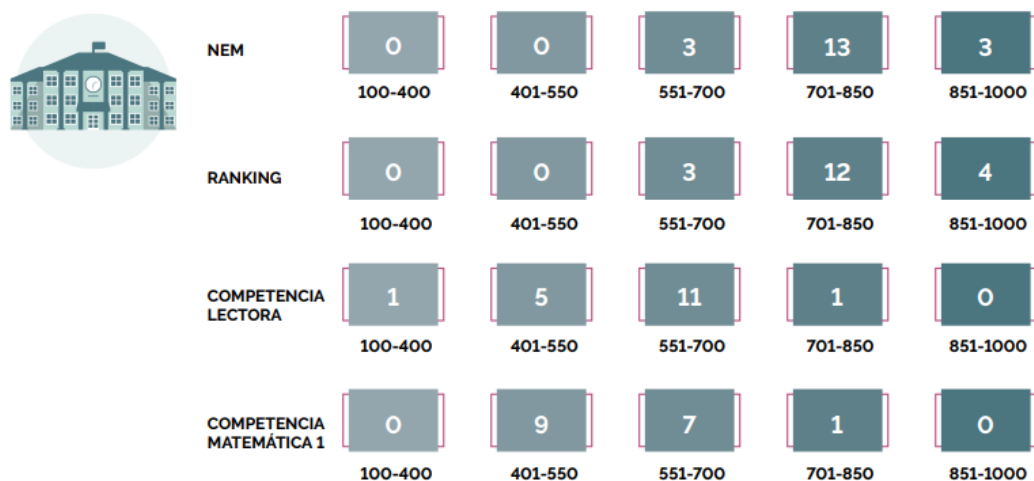 NEM
0 0 3 13 3
100-400 401-550 551-700 701-850 851-1000
RANKING
0 0 3 12 4
100-400 401-550 551-700 701-850 851-1000
COMPETENCIA
LECTORA
1 5 11 1 0
100-400 401-550 551-700 701-850 851-1000
COMPETENCIA
MATEMÁTICA 1
0 9 7 1 0
100-400 401-550 551-700 701-850 851-1000